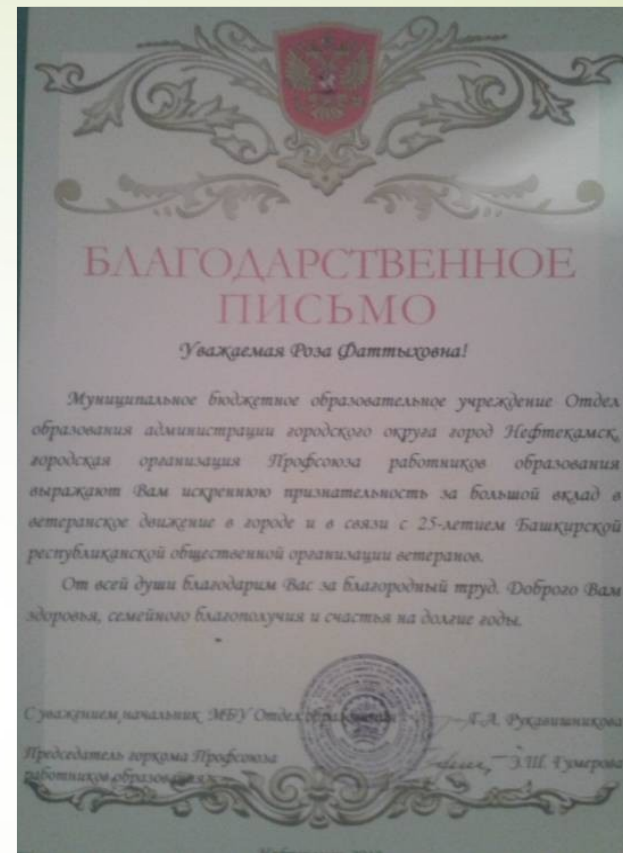 БЛАГОДАРСТВЕННОЕ
ПИСЬМО
Уважаемая Роза Фаттыховна!
Муниципальное бюджетное образовательное учреждение Отдел
образования администрации городского округа город Нефтекамск,
городская организация Профсоюза работников образования
выражают Вам искреннюю признательность за большой вклад в
ветеранское движение в городе и в связи с 25-летием Башкирской
республиканской общественной организации ветеранов.
От всей души благодарим Вас за благородный труд. Доброго Вам
здоровья, семейного благополучия и счастья на долгие годы.
С уважением, начальник МБУ Отдел образования Т.А. Рукавишникова
Председатель горкома Профсоюза
работников образования Э.Ш. Гумерова